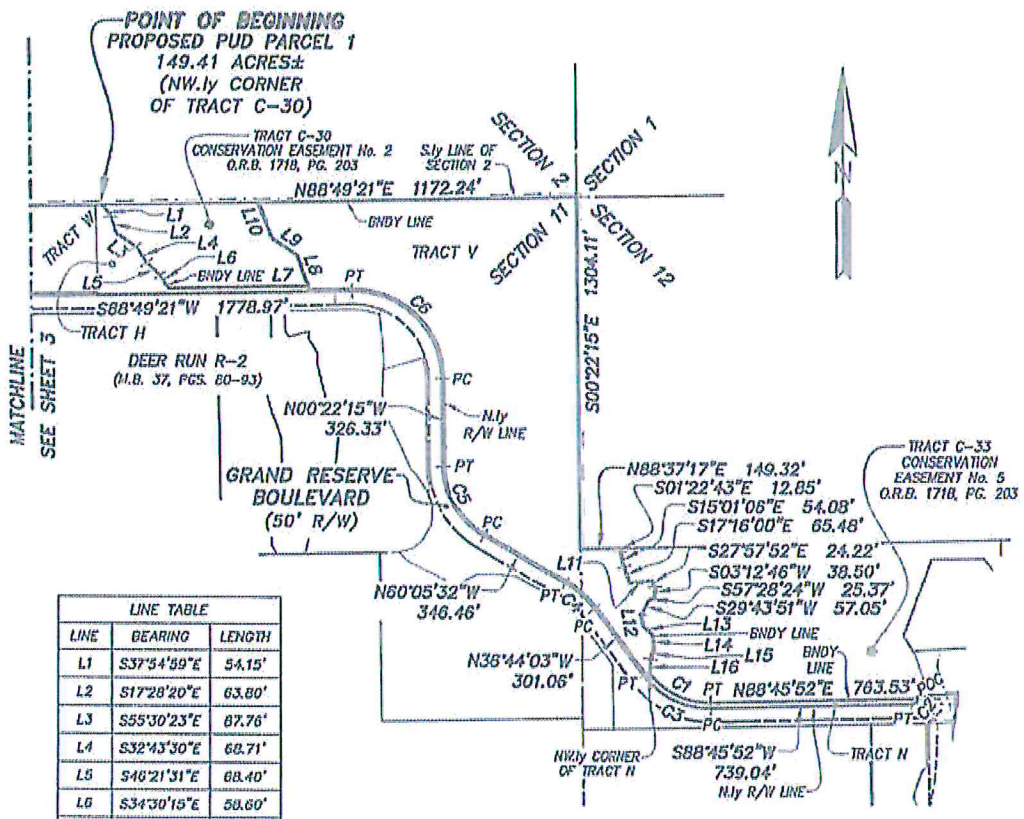 POINT OF BEGINNING
PROPOSED PUD PARCEL 1
149.41 ACRES±
(NW.ly CORNER
OF TRACT C-30)
TRACT C-30
CONSERVATION EASEMENT No. 2
O.R.B. 1718, PG. 203
S.ly LINE OF
SECTION 2
SECTION 2
SECTION 1
N
N88°49'21"E 1172.24'
BNDY LINE
SECTION 11
SECTION 12
TRACT W
L1
L2
L3
L4
L5
L6
L10
L9
L8
TRACT V
BNDY LINE
L7
PT
C6
S88°49'21"W 1778.97'
TRACT H
S00°22'15"E 1304.11'
MATCHLINE
SEE SHEET 3
DEER RUN R-2
(M.B. 37, PGS. 80-93)
PC
N00°22'15"W
326.33'
N.ly
R/W LINE
PT
GRAND RESERVE
BOULEVARD
(50' R/W)
C5
PC
TRACT C-33
CONSERVATION
EASEMENT No. 5
O.R.B. 1718, PG. 203
N88°37'17"E 149.32'
S01°22'43"E 12.85'
S15°01'06"E 54.08'
S17°16'00"E 65.48'
S27°57'52"E 24.22'
S03°12'46"W 38.50'
S57°28'24"W 25.37'
S29°43'51"W 57.05'
L11
L12
L13
BNDY LINE
L14
L15
L16
N60°05'32"W
346.46'
PT
C4
PC
N36°44'03"W
301.06'
PT
C1
PT
N88°45'52"E 763.53'
BNDY
LINE
POC
C2
C3
PC
PT
NW.ly CORNER
OF TRACT N
S88°45'52"W
739.04'
TRACT N
N.ly R/W LINE
LINE TABLE
LINE BEARING LENGTH
L1 S37°54'59"E 54.15'
L2 S17°28'20"E 63.80'
L3 S55°30'23"E 67.76'
L4 S32°43'30"E 68.71'
L5 S46°21'31"E 68.40'
L6 S34°30'15"E 58.60'